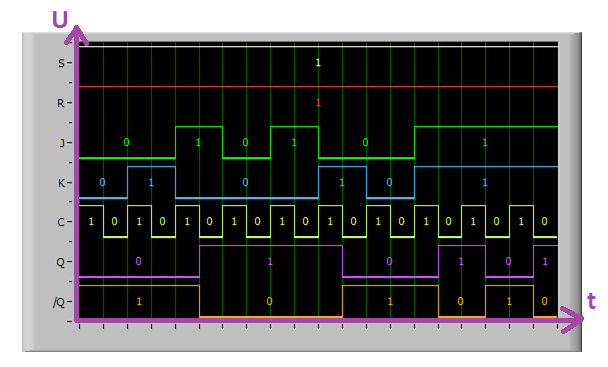 U
S 1
R 1
J 0 1 0 1 0 1
K 0 1 0 1 0 1
C 1 0 1 0 1 0 1 0 1 0 1 0 1 0 1 0 1 0 1 0
Q 0 1 0 1 0 1
/Q 1 0 1 0 1 0
t